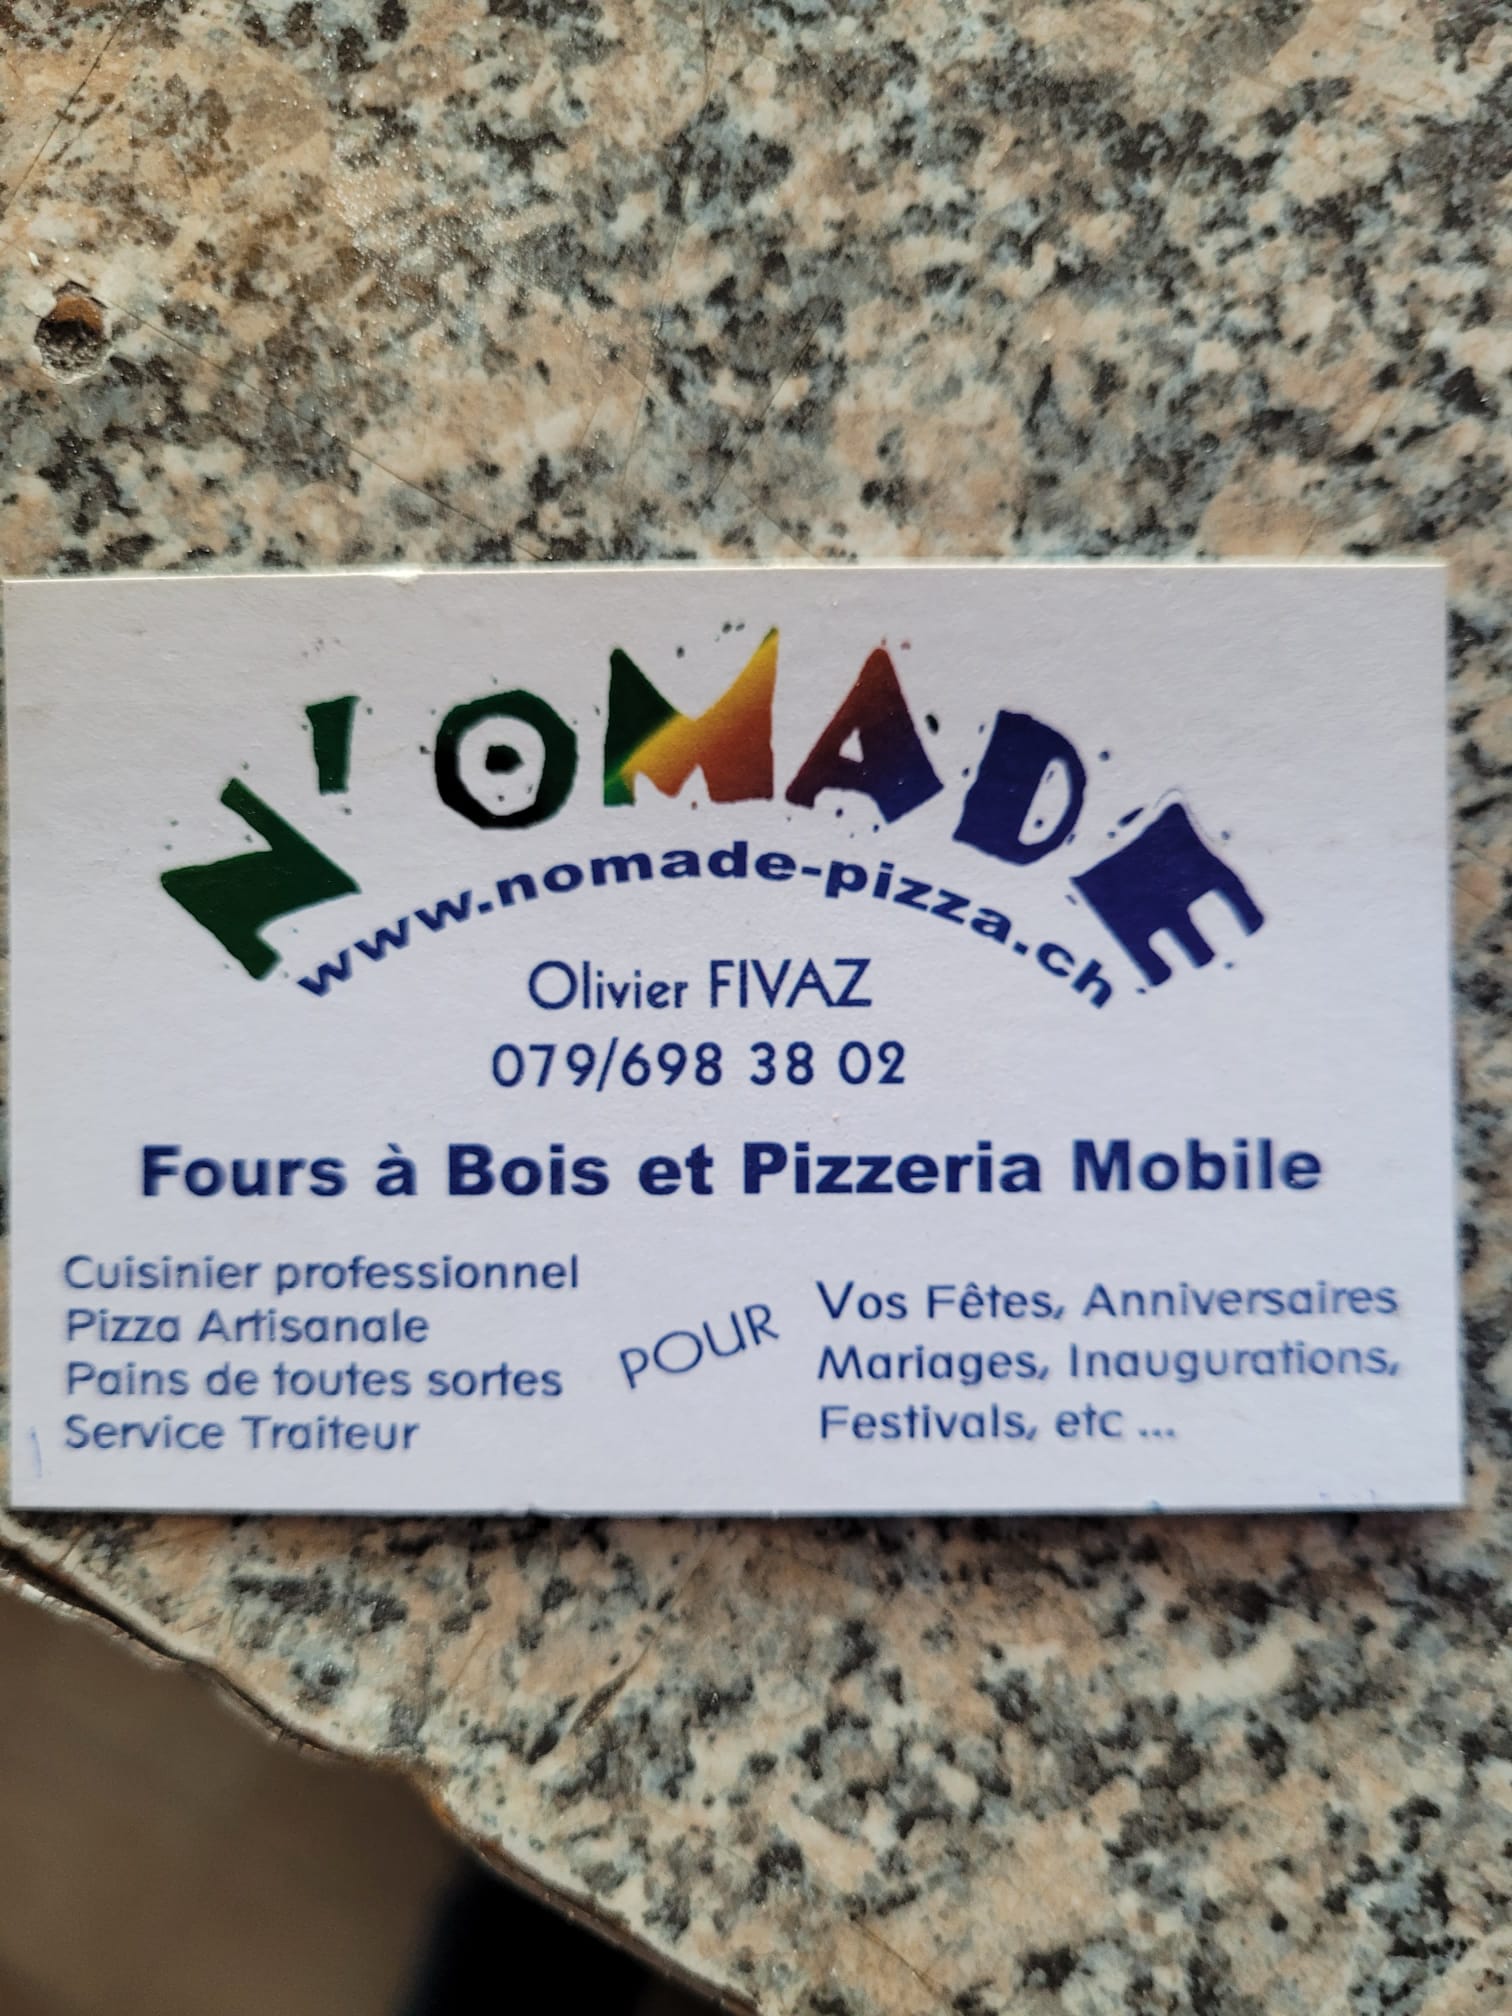 N'OMADE
www.nomade-pizza.ch
Olivier FIVAZ
079/698 38 02
Fours à Bois et Pizzeria Mobile
Cuisinier professionnel
Pizza Artisanale
Pains de toutes sortes
Service Traiteur
POUR
Vos Fêtes, Anniversaires
Mariages, Inaugurations,
Festivals, etc ...